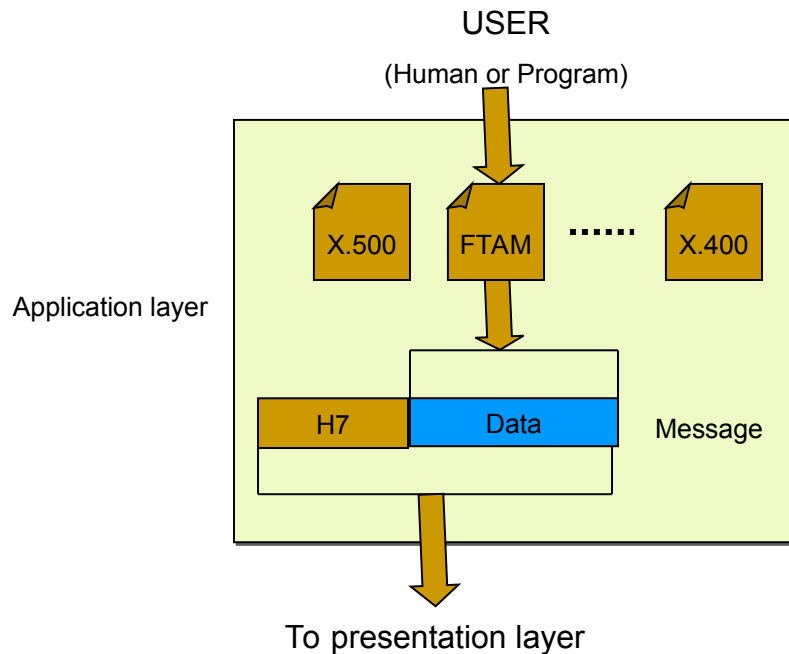 USER
(Human or Program)
X.500
FTAM
X.400
Application layer
H7
Data
Message
To presentation layer